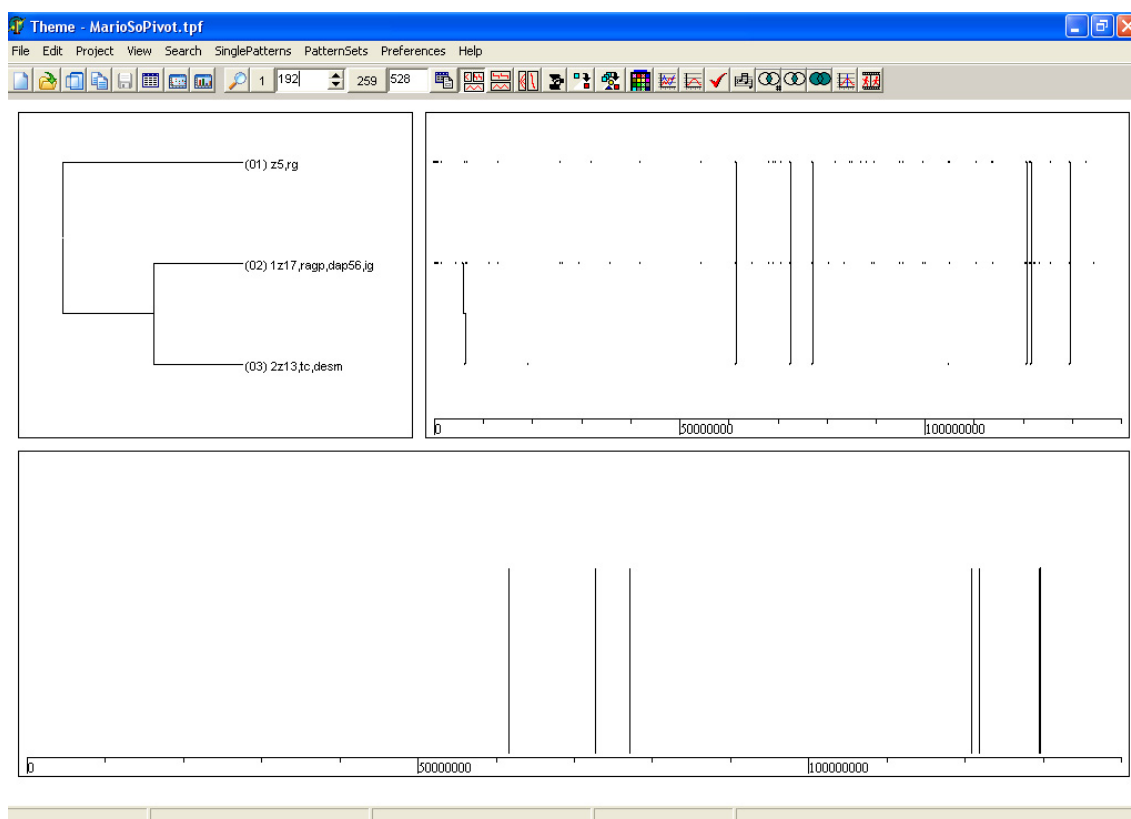 Theme - MarioSoPivot.tpf
File Edit Project View Search SinglePatterns PatternSets Preferences Help
1 192 259 528
(01) z5,rg
(02) 1z17,ragp,dap56,jg
(03) 2z13,tc,desm
0 50000000 100000000
0 50000000 100000000